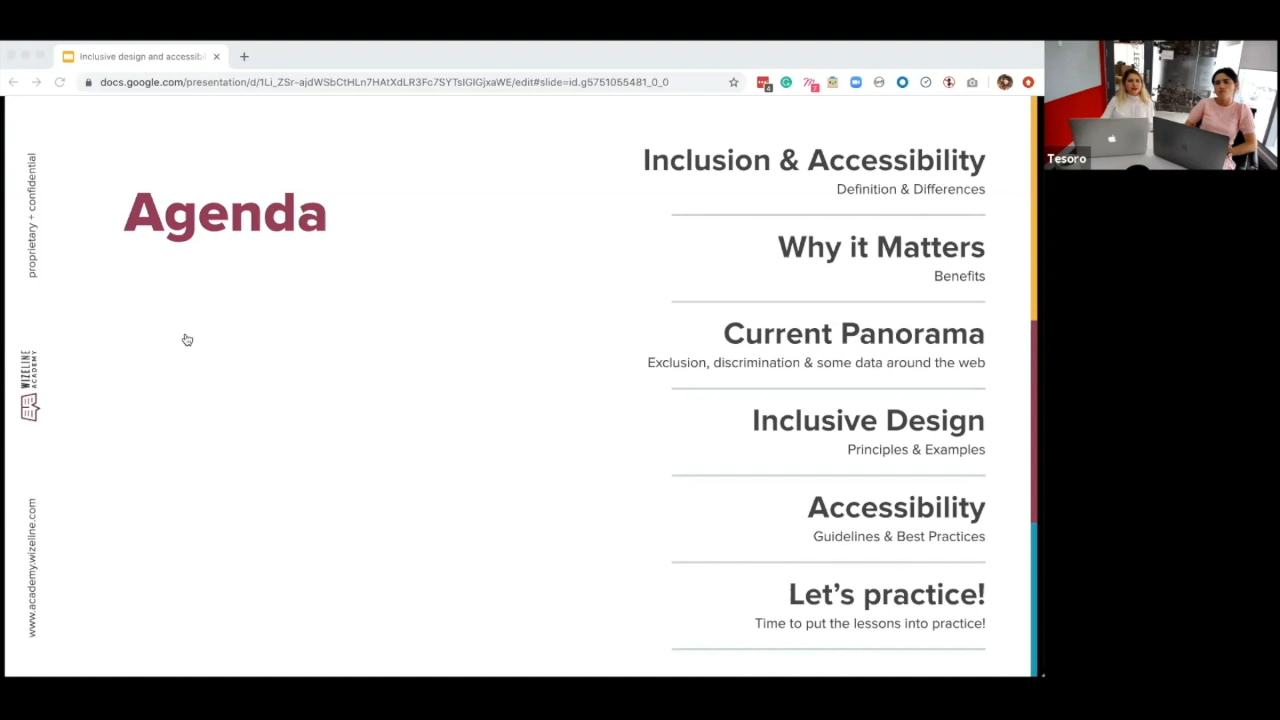 Inclusive design and accessib
docs.google.com/presentation/d/1Li_ZSr-ajdWSbCtHLn7HAtXdLR3Fc7SYTsIGIGjxaWE/edit#slide=id.g5751055481_0_0
Tesoro
proprietary + confidential
WIZELINE
ACADEMY
www.academy.wizeline.com
Agenda
Inclusion & Accessibility
Definition & Differences
Why it Matters
Benefits
Current Panorama
Exclusion, discrimination & some data around the web
Inclusive Design
Principles & Examples
Accessibility
Guidelines & Best Practices
Let's practice!
Time to put the lessons into practice!